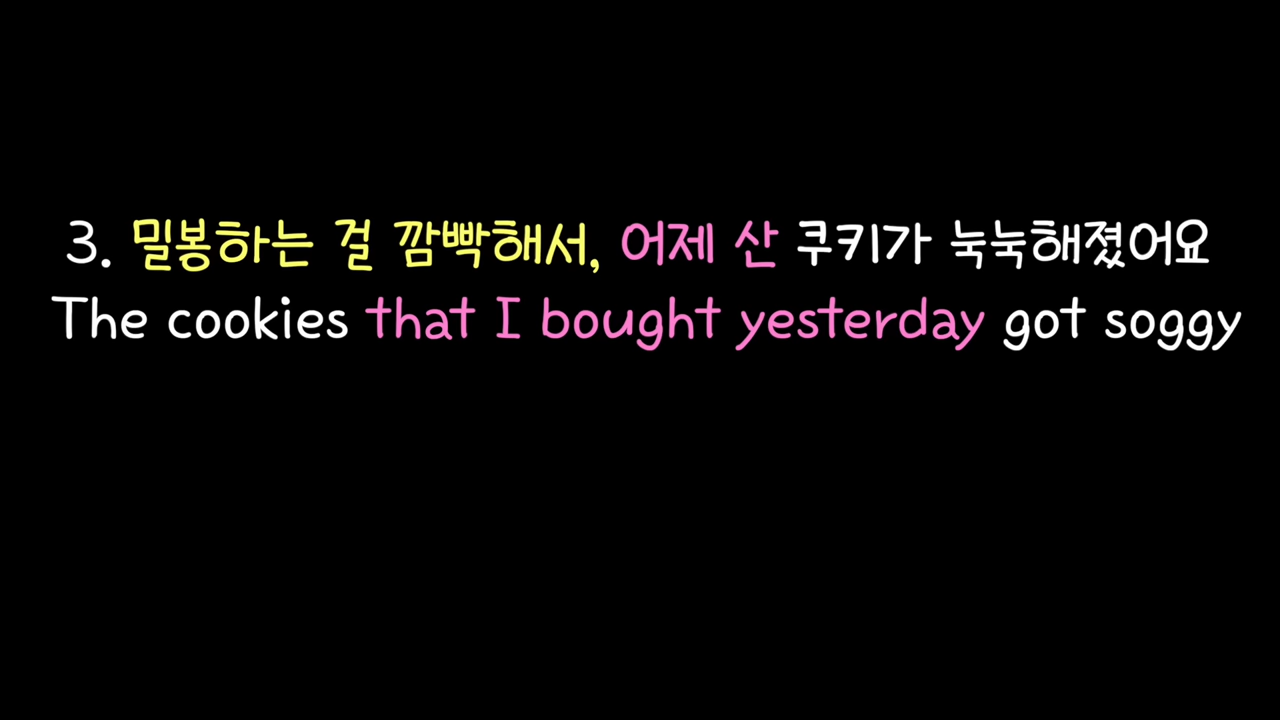 3. 밀봉하는 걸 깜빡해서, 어제 산 쿠키가 눅눅해졌어요
The cookies that I bought yesterday got soggy